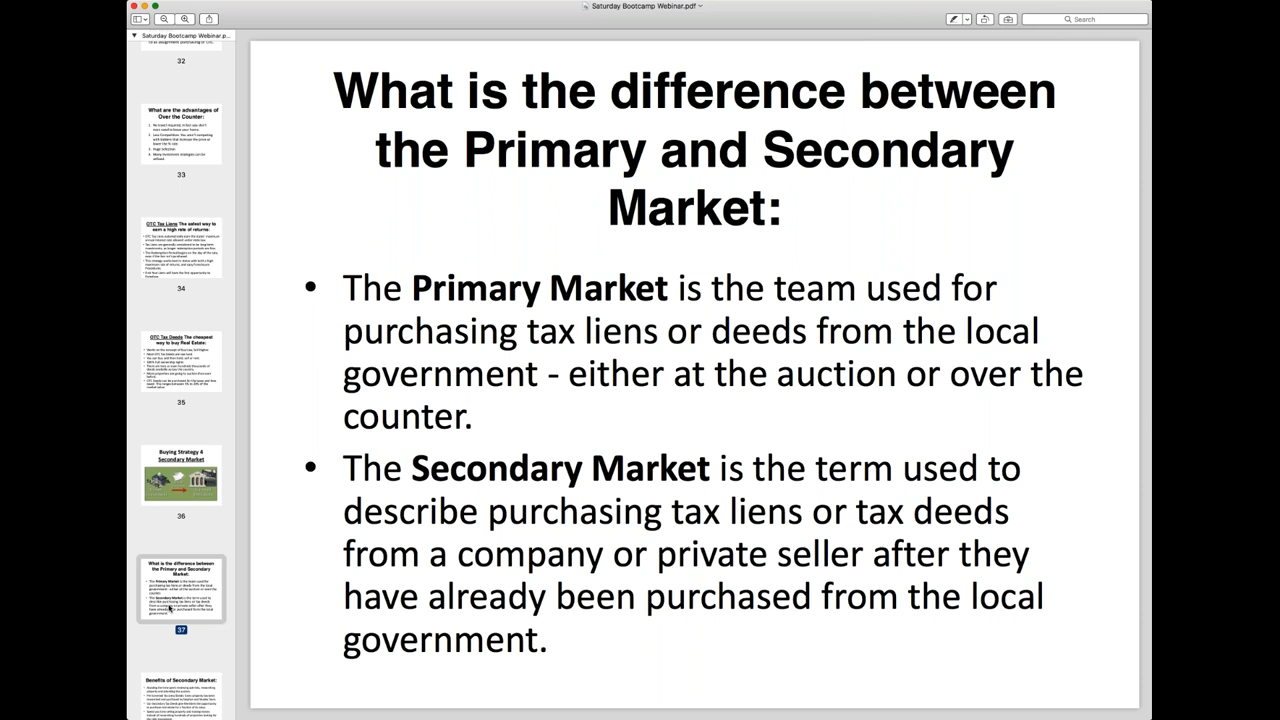 Saturday Bootcamp Webinar.pdf
Search
Saturday Bootcamp Webinar.p...
32
What are the advantages of
Over the Counter:
33
OTC Tax Liens The safest way to
earn a high rate of returns:
34
OTC Tax Deeds The cheapest
way to buy Real Estate:
35
Buying Strategy 4
Secondary Market
36
What is the difference between
the Primary and Secondary
Market:
37
Benefits of Secondary Market:
What is the difference between
the Primary and Secondary
Market:
• The Primary Market is the team used for
purchasing tax liens or deeds from the local
government - either at the auction or over the
counter.
• The Secondary Market is the term used to
describe purchasing tax liens or tax deeds
from a company or private seller after they
have already been purchased from the local
government.